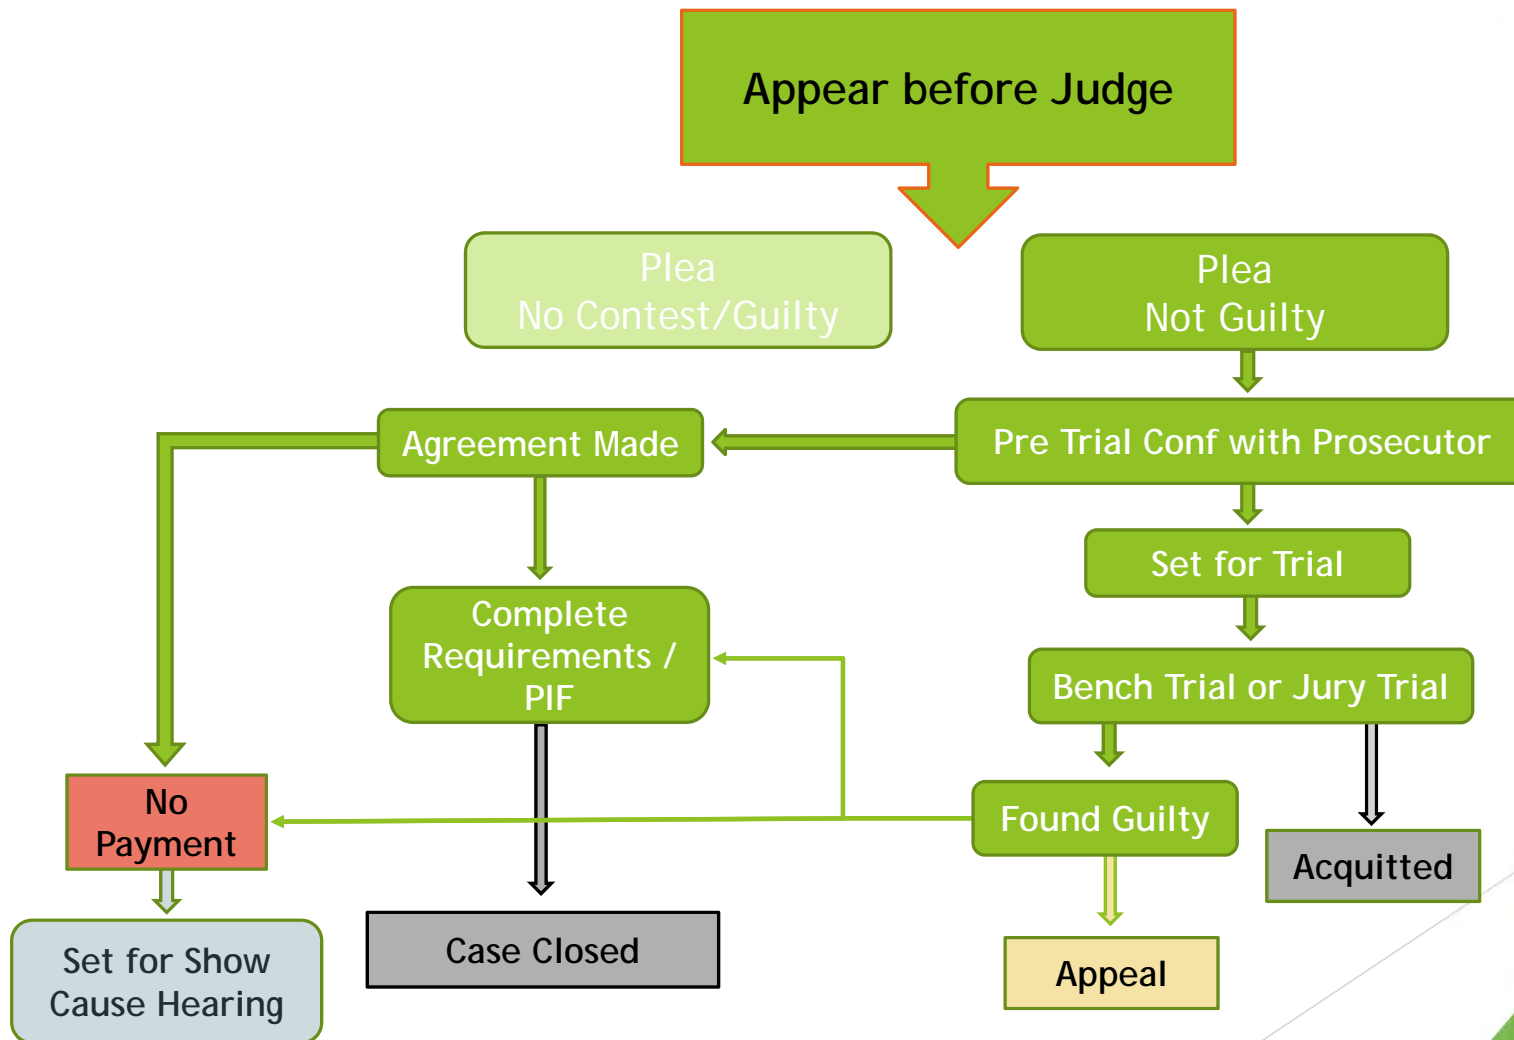 Appear before Judge
Plea
No Contest/Guilty
Plea
Not Guilty
Agreement Made
Pre Trial Conf with Prosecutor
Set for Trial
Complete
Requirements /
PIF
Bench Trial or Jury Trial
No
Payment
Found Guilty
Acquitted
Set for Show
Cause Hearing
Case Closed
Appeal